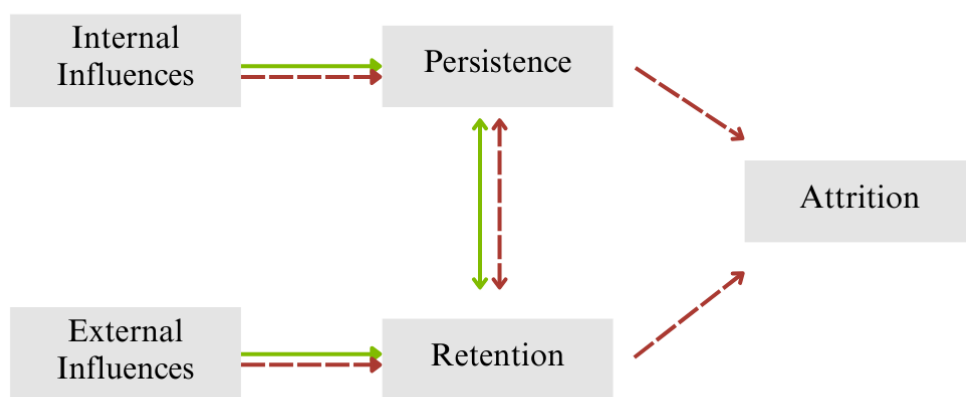 Internal
Influences
Persistence
Attrition
External
Influences
Retention